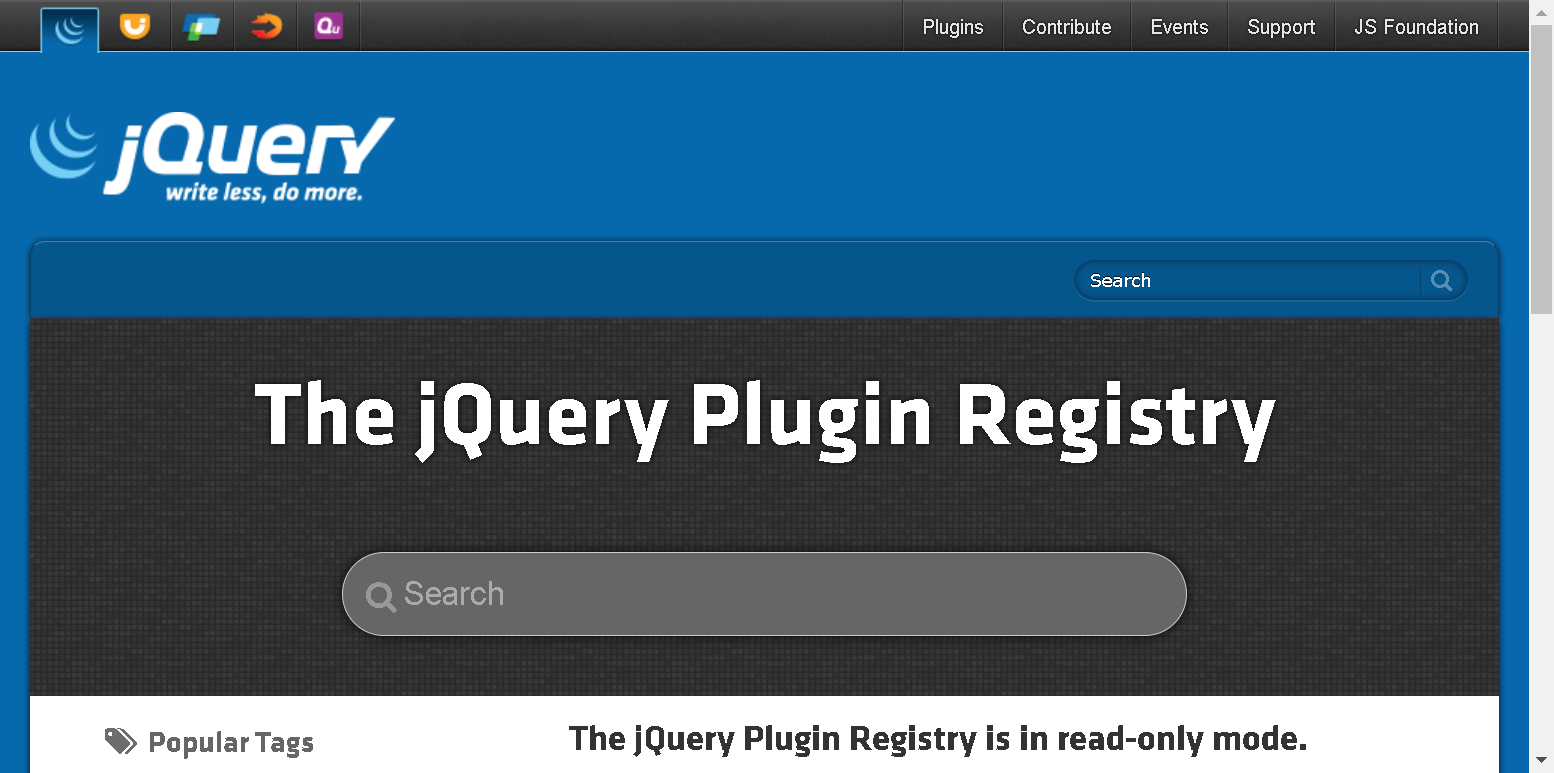 Qu
Plugins Contribute Events Support JS Foundation
jQuery
write less, do more.
Search
The jQuery Plugin Registry
Search
Popular Tags
The jQuery Plugin Registry is in read-only mode.